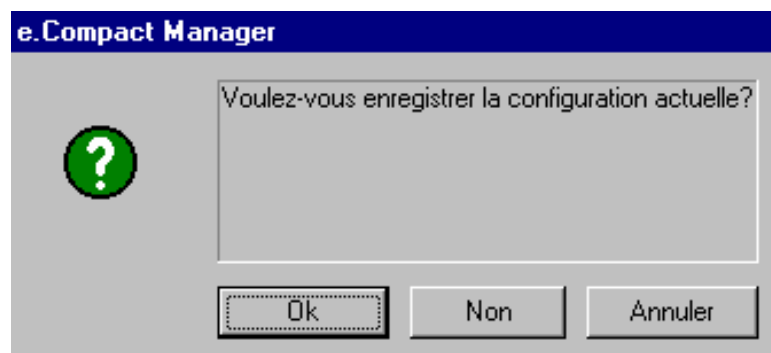 e.Compact Manager
Voulez-vous enregistrer la configuration actuelle?
Ok
Non
Annuler